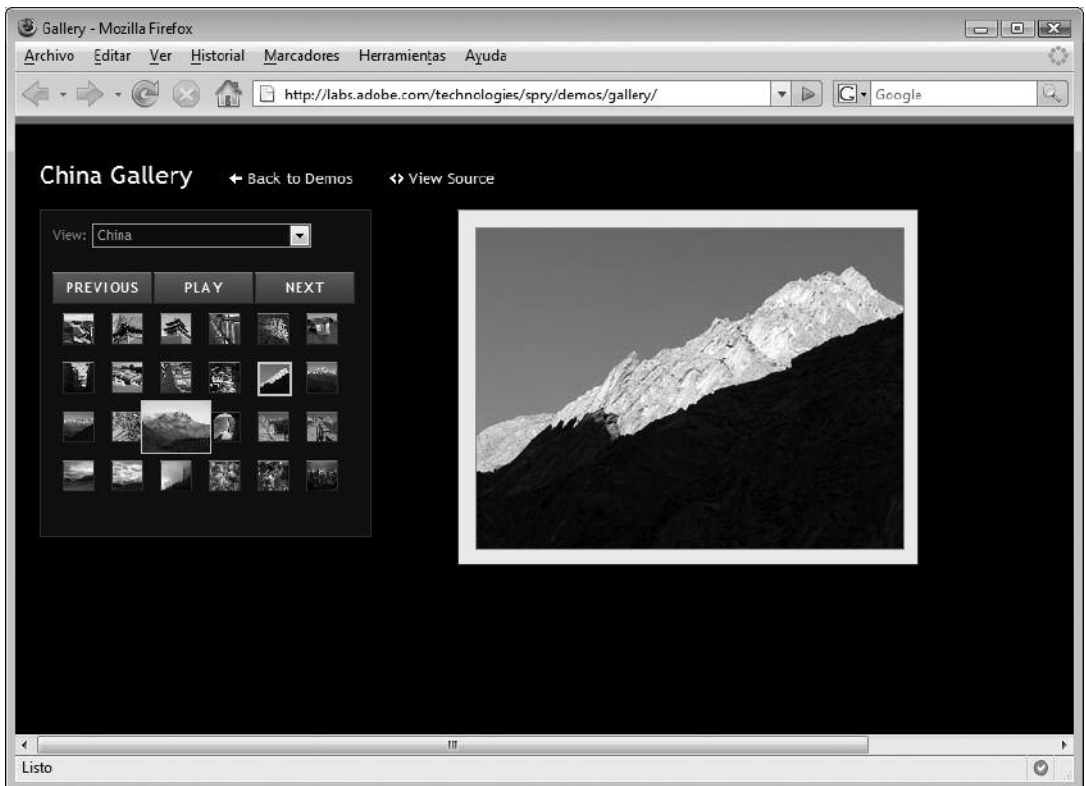 Gallery - Mozilla Firefox
Archivo Editar Ver Historial Marcadores Herramientas Ayuda
http://labs.adobe.com/technologies/spry/demos/gallery/ G Google
China Gallery Back to Demos View Source
View: China
PREVIOUS PLAY NEXT
Listo